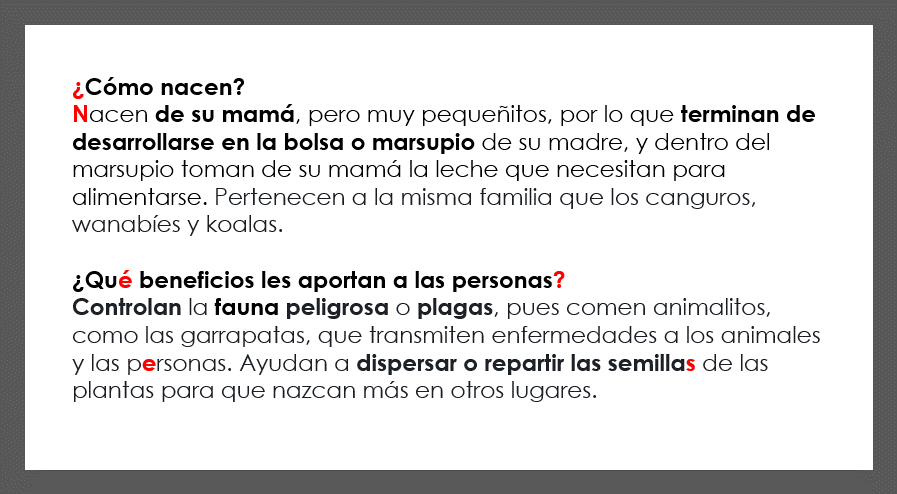 ¿Cómo nacen?
Nacen de su mamá, pero muy pequeñitos, por lo que terminan de
desarrollarse en la bolsa o marsupio de su madre, y dentro del
marsupio toman de su mamá la leche que necesitan para
alimentarse. Pertenecen a la misma familia que los canguros,
wanabíes y koalas.
¿Qué beneficios les aportan a las personas?
Controlan la fauna peligrosa o plagas, pues comen animalitos,
como las garrapatas, que transmiten enfermedades a los animales
y las personas. Ayudan a dispersar o repartir las semillas de las
plantas para que nazcan más en otros lugares.